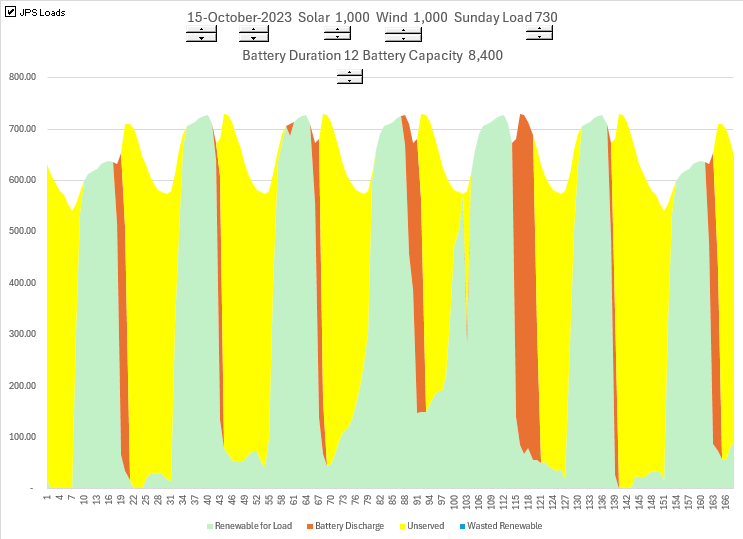 JPS Loads
15-October-2023 Solar 1,000 Wind 1,000 Sunday Load 730
Battery Duration 12 Battery Capacity 8,400
800.00
700.00
600.00
500.00
400.00
300.00
200.00
100.00
-
1 4 7 10 13 16 19 22 25 28 31 34 37 40 43 46 49 52 55 58 61 64 67 70 73 76 79 82 85 88 91 94 97 100 103 106 109 112 115 118 121 124 127 130 133 136 139 142 145 148 151 154 157 160 163 166
Renewable for Load Battery Discharge Unserved Wasted Renewable